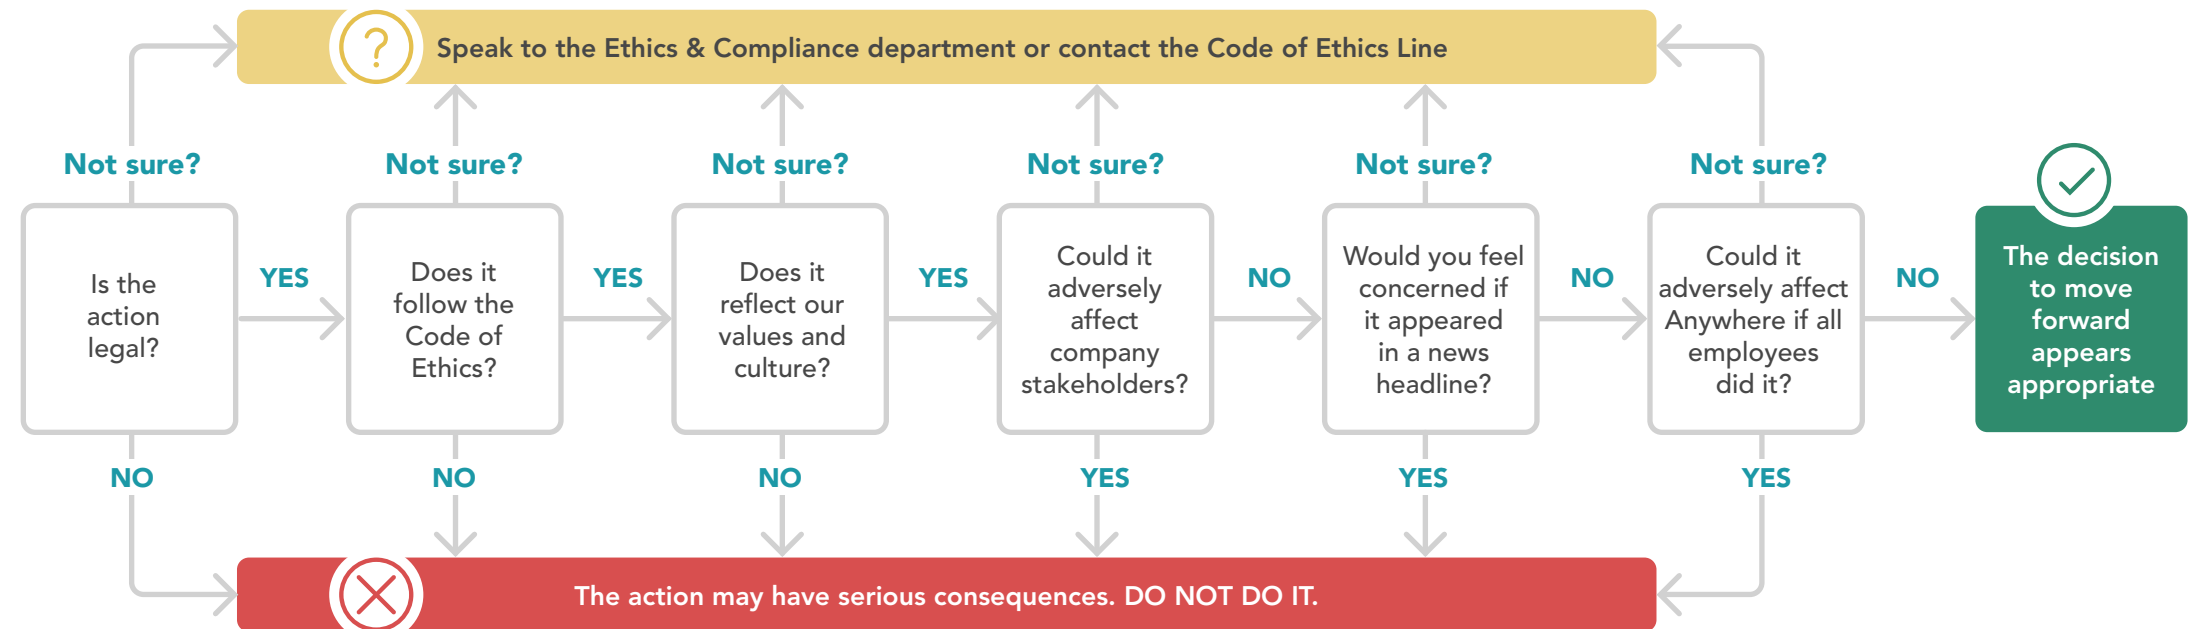 Speak to the Ethics & Compliance department or contact the Code of Ethics Line
Not sure?
Not sure?
Not sure?
Not sure?
Not sure?
Not sure?
Is the
action
legal?
YES
Does it
follow the
Code of
Ethics?
YES
Does it
reflect our
values and
culture?
YES
Could it
adversely
affect
company
stakeholders?
NO
Would you feel
concerned if
it appeared
in a news
headline?
NO
Could it
adversely affect
Anywhere if all
employees
did it?
NO
The decision
to move
forward
appears
appropriate
NO
NO
NO
YES
YES
YES
The action may have serious consequences. DO NOT DO IT.